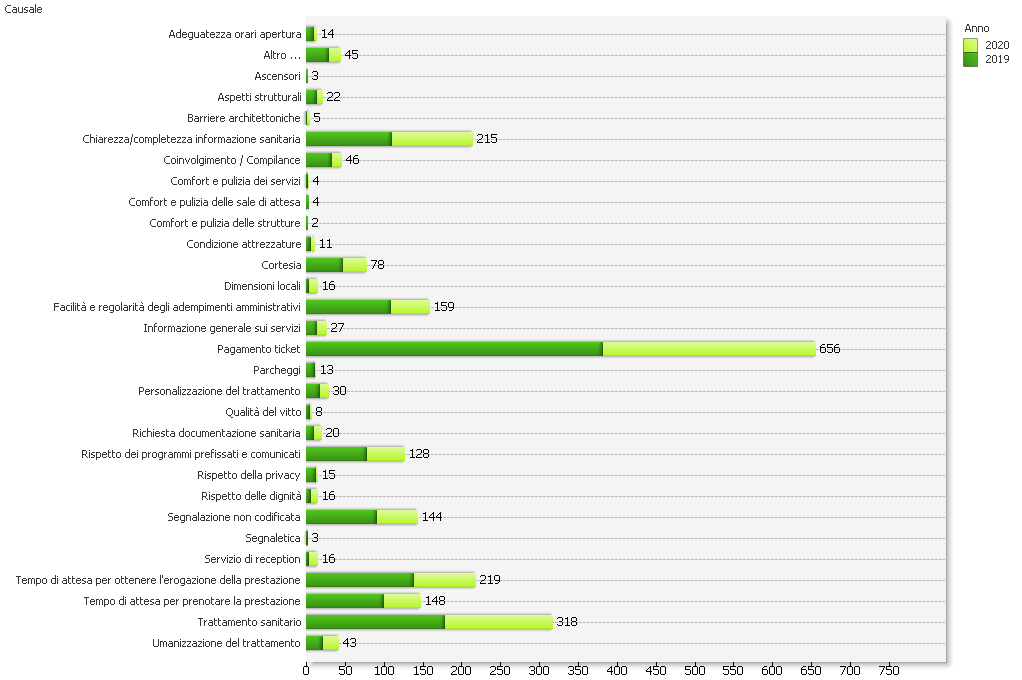 Causale
Anno
2020
2019
Adeguatezza orari apertura 14
Altro ... 45
Ascensori 3
Aspetti strutturali 22
Barriere architettoniche 5
Chiarezza/completezza informazione sanitaria 215
Coinvolgimento / Compilance 46
Comfort e pulizia dei servizi 4
Comfort e pulizia delle sale di attesa 4
Comfort e pulizia delle strutture 2
Condizione attrezzature 11
Cortesia 78
Dimensioni locali 16
Facilità e regolarità degli adempimenti amministrativi 159
Informazione generale sui servizi 27
Pagamento ticket 656
Parcheggi 13
Personalizzazione del trattamento 30
Qualità del vitto 8
Richiesta documentazione sanitaria 20
Rispetto dei programmi prefissati e comunicati 128
Rispetto della privacy 15
Rispetto delle dignità 16
Segnalazione non codificata 144
Segnaletica 3
Servizio di reception 16
Tempo di attesa per ottenere l'erogazione della prestazione 219
Tempo di attesa per prenotare la prestazione 148
Trattamento sanitario 318
Umanizzazione del trattamento 43
0 50 100 150 200 250 300 350 400 450 500 550 600 650 700 750